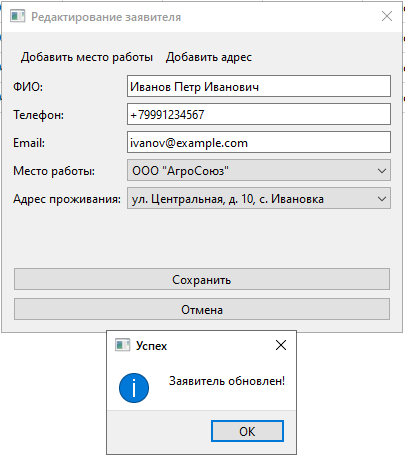 Редактирование заявителя
Добавить место работы Добавить адрес
ФИО: Иванов Петр Иванович
Телефон: +79991234567
Email: ivanov@example.com
Место работы: ООО "АгроСоюз"
Адрес проживания: ул. Центральная, д. 10, с. Ивановка
Сохранить
Отмена
Успех
Заявитель обновлен!
OK